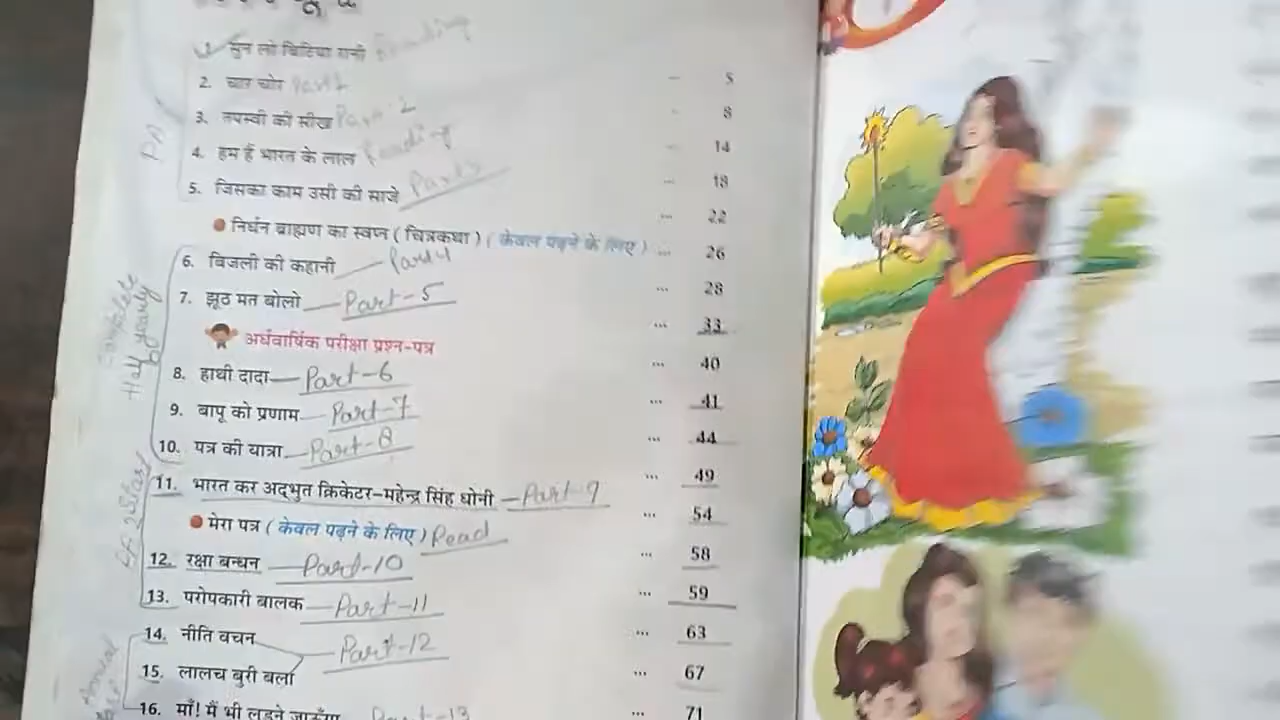 1. सुन लो बिटिया रानी Reading
2. चार चोर Part1 ... 5
3. तपस्वी की सीख Part-2 ... 8
4. हम हैं भारत के लाल Reading ... 14
5. जिसका काम उसी को साजे Part3 ... 18
निर्धन ब्राह्मण का स्वप्न ( चित्रकथा ) ( केवल पढ़ने के लिए ) ... 22
6. बिजली की कहानी Part4 ... 26
7. झूठ मत बोलो Part-5 ... 28
अर्धवार्षिक परीक्षा प्रश्न-पत्र ... 33
8. हाथी दादा Part-6 ... 40
9. बापू को प्रणाम Part-7 ... 41
10. पत्र की यात्रा Part-8 ... 44
11. भारत कर अद्भुत क्रिकेटर-महेन्द्र सिंह धोनी Part-9 ... 49
मेरा पत्र ( केवल पढ़ने के लिए ) Read ... 54
12. रक्षा बन्धन Part-10 ... 58
13. परोपकारी बालक Part-11 ... 59
14. नीति वचन Part-12 ... 63
15. लालच बुरी बला ... 67
16. माँ! मैं भी लड़ने जाऊँगा Part-13 ... 71
PA
Half yearly